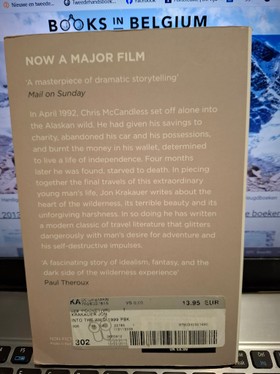 BOOKS IN BELGIUM
NOW A MAJOR FILM
'A masterpiece of dramatic storytelling'
Mail on Sunday
In April 1992, Chris McCandless set off alone into
the Alaskan wild. He had given his savings to
charity, abandoned his car and his possessions,
and burnt the money in his wallet, determined
to live a life of independence. Four months
later he was found, starved to death. In piecing
together the final travels of this extraordinary
young man's life, Jon Krakauer writes about the
heart of the wilderness, its terrible beauty and its
unforgiving harshness. In so doing he has written
a modern classic of travel literature that glitters
dangerously with man's desire for adventure and
his self-destructive impulses.
'A fascinating story of idealism, fantasy, and the
dark side of the wilderness experience'
Paul Theroux
13.95 EUR
KRAKAUER JON
302